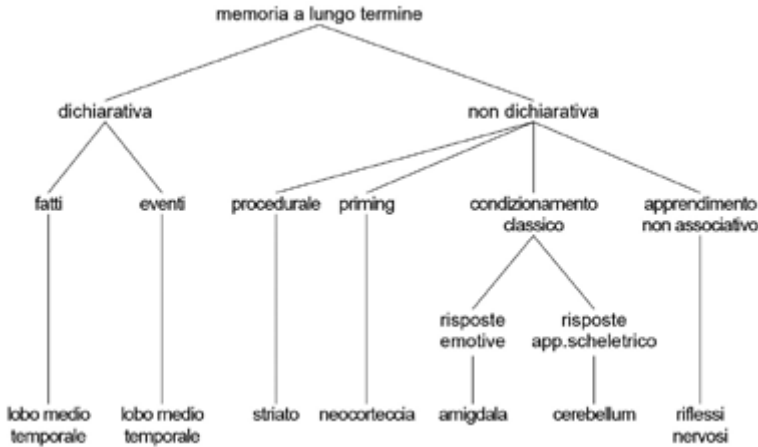 memoria a lungo termine
dichiarativa
non dichiarativa
fatti
eventi
procedurale
priming
condizionamento
classico
apprendimento
non associativo
risposte
emotive
risposte
app.scheletrico
lobo medio
temporale
lobo medio
temporale
striato
neocorteccia
amigdala
cerebellum
riflessi
nervosi